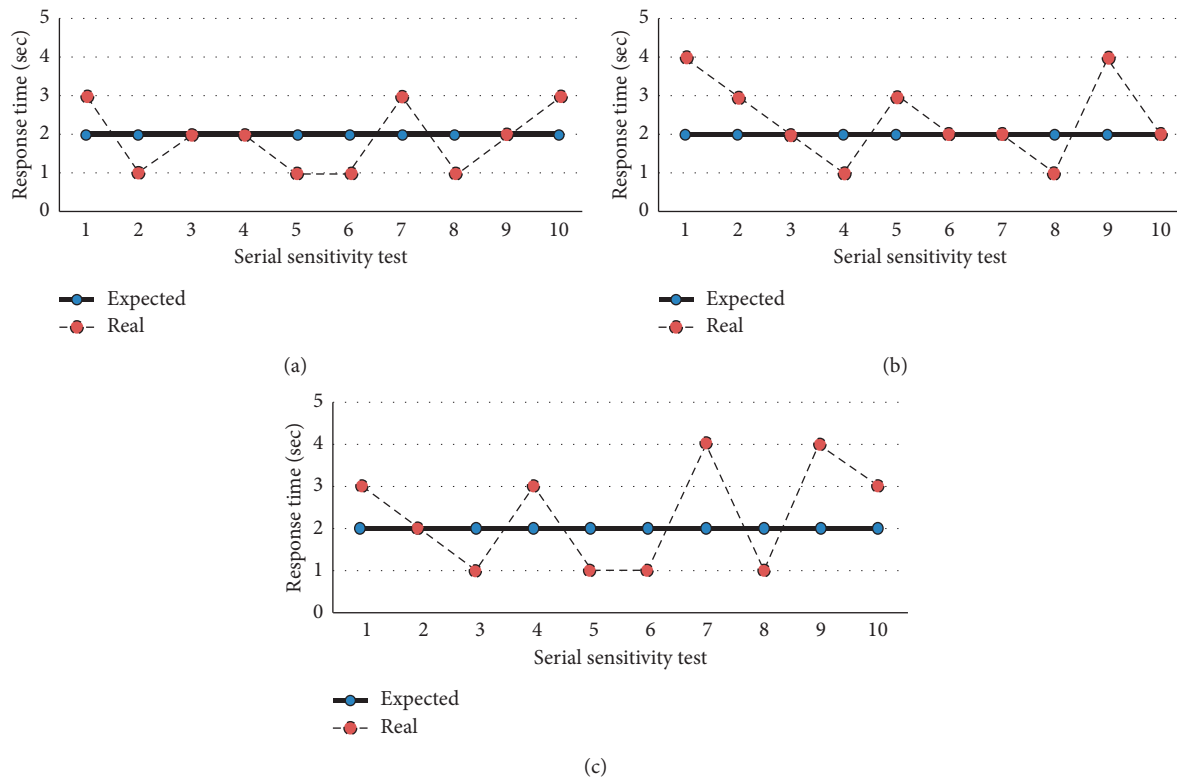 5
4
3
2
1
0
Response time (sec)
1 2 3 4 5 6 7 8 9 10
Serial sensitivity test
Expected
Real
(a)
5
4
3
2
1
0
Response time (sec)
1 2 3 4 5 6 7 8 9 10
Serial sensitivity test
Expected
Real
(b)
5
4
3
2
1
0
Response time (sec)
1 2 3 4 5 6 7 8 9 10
Serial sensitivity test
Expected
Real
(c)